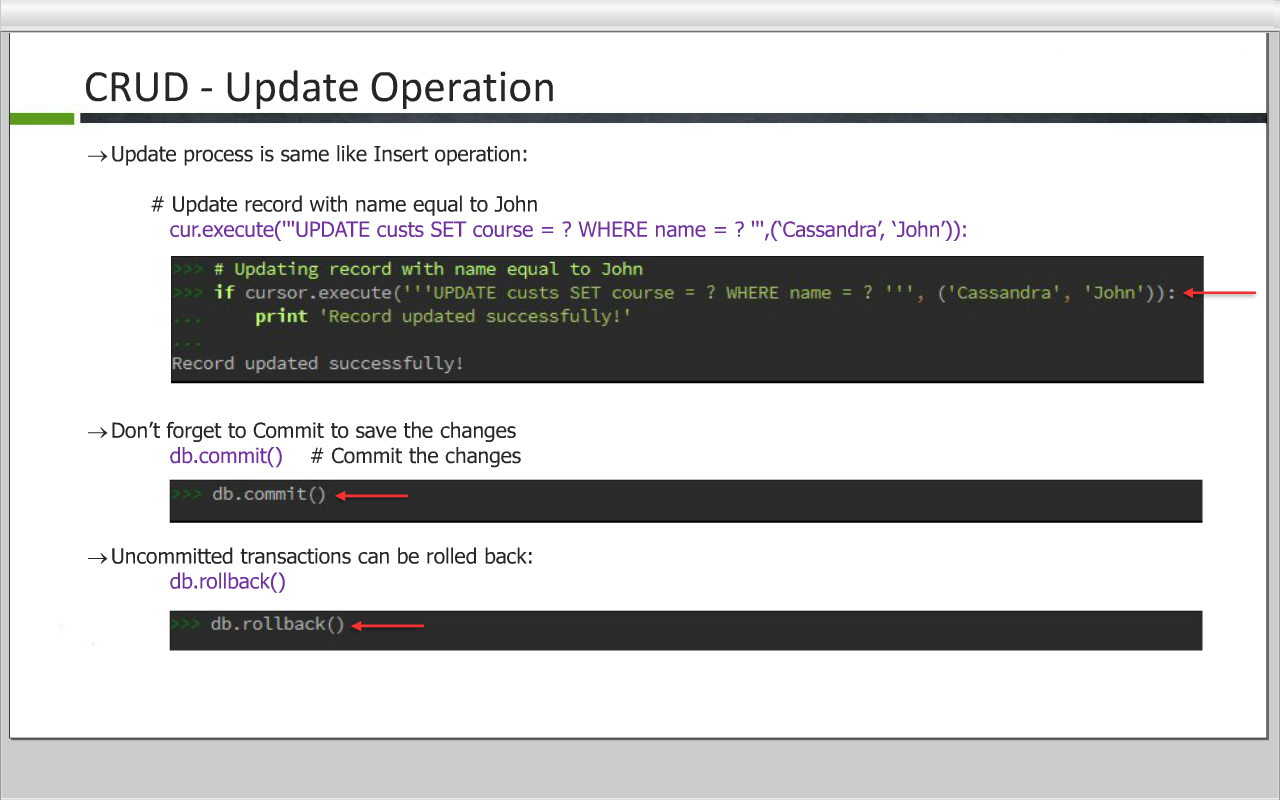 CRUD - Update Operation
→Update process is same like Insert operation:
# Update record with name equal to John
cur.execute('''UPDATE custs SET course = ? WHERE name = ? ''',(‘Cassandra’, ‘John’)):
>>> # Updating record with name equal to John
>>> if cursor.execute('''UPDATE custs SET course = ? WHERE name = ? ''', ('Cassandra', 'John')):
... print 'Record updated successfully!'
...
Record updated successfully!
→Don’t forget to Commit to save the changes
db.commit() # Commit the changes
>>> db.commit()
→Uncommitted transactions can be rolled back:
db.rollback()
>>> db.rollback()